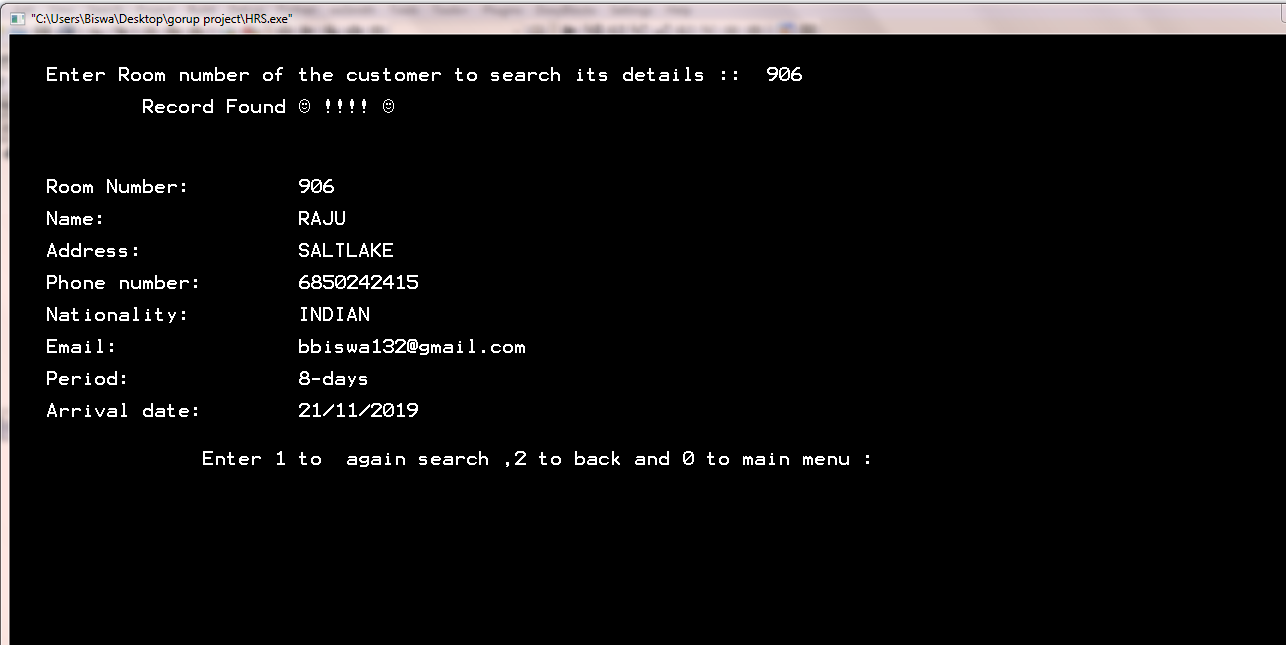 "C:\Users\Biswa\Desktop\gorup project\HRS.exe"
Enter Room number of the customer to search its details ::  906
Record Found ☺ !!!! ☺
Room Number: 906
Name: RAJU
Address: SALTLAKE
Phone number: 6850242415
Nationality: INDIAN
Email: bbiswa132@gmail.com
Period: 8-days
Arrival date: 21/11/2019
Enter 1 to  again search ,2 to back and 0 to main menu :